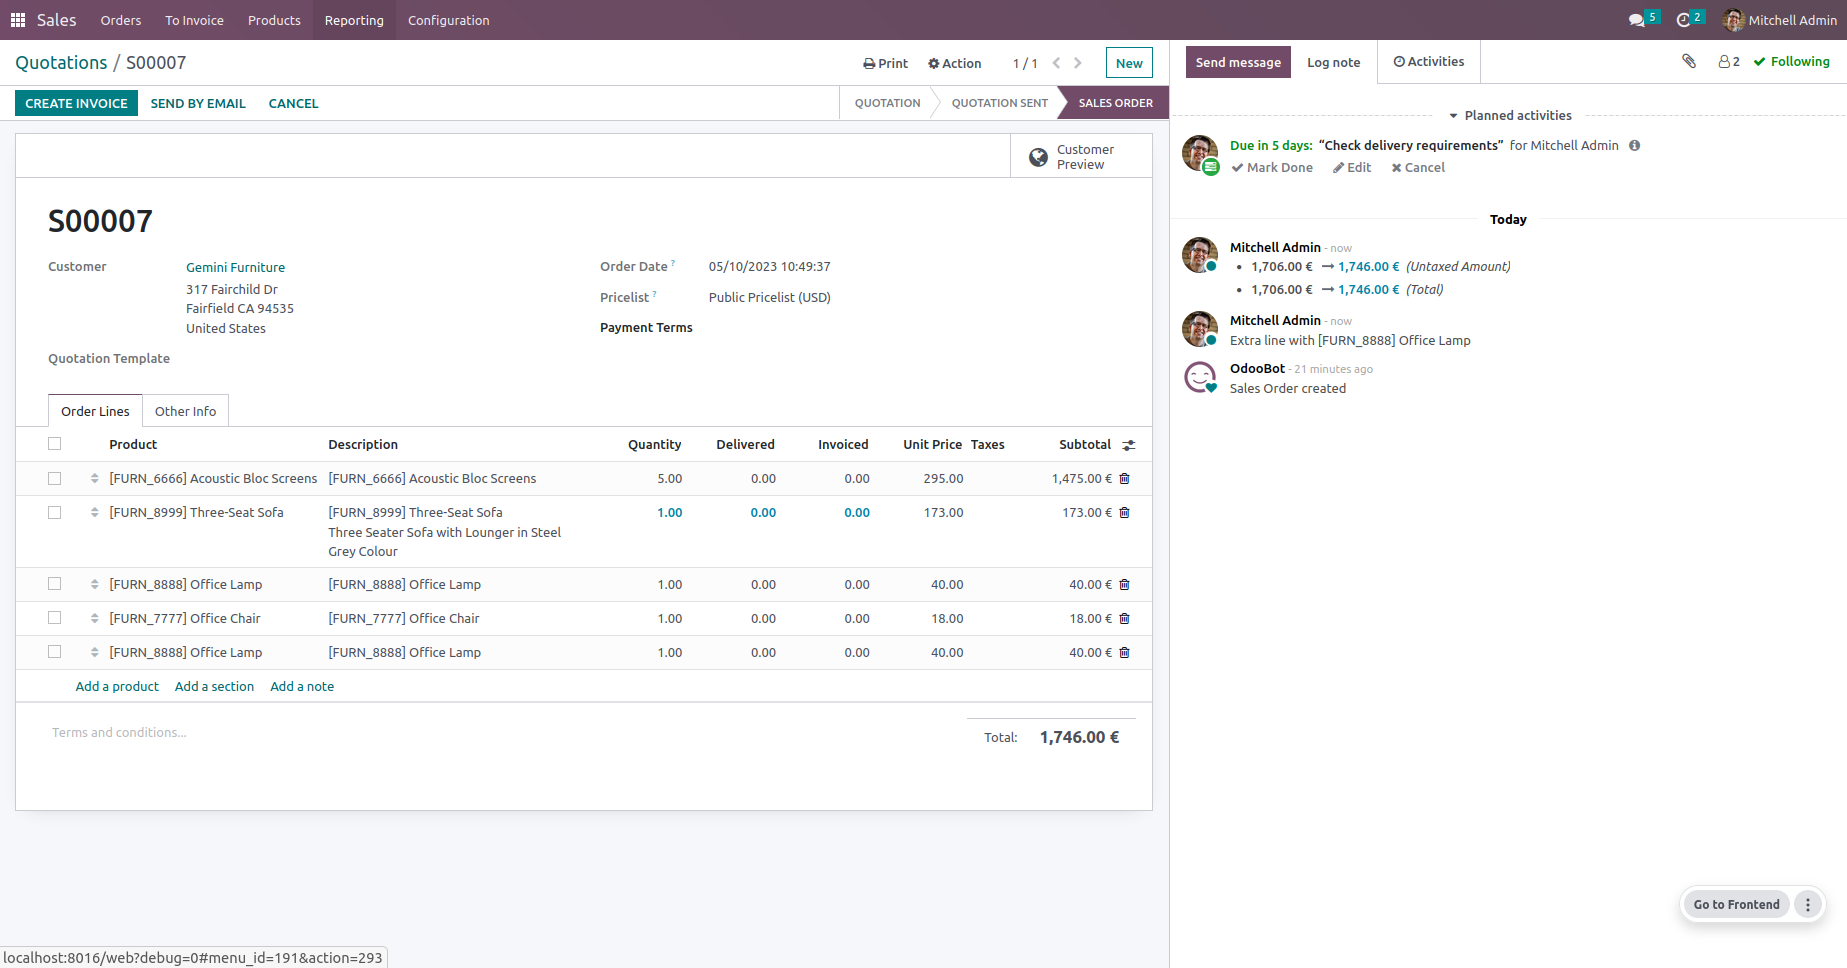 Sales Orders To Invoice Products Reporting Configuration 5 2 Mitchell Admin
Quotations / S00007 Print Action 1 / 1 New
CREATE INVOICE SEND BY EMAIL CANCEL QUOTATION QUOTATION SENT SALES ORDER
Customer
Preview
S00007
Customer Gemini Furniture
317 Fairchild Dr
Fairfield CA 94535
United States
Order Date ? 05/10/2023 10:49:37
Pricelist ? Public Pricelist (USD)
Payment Terms
Quotation Template
Order Lines Other Info
Product Description Quantity Delivered Invoiced Unit Price Taxes Subtotal
[FURN_6666] Acoustic Bloc Screens [FURN_6666] Acoustic Bloc Screens 5.00 0.00 0.00 295.00 1,475.00 €
[FURN_8999] Three-Seat Sofa [FURN_8999] Three-Seat Sofa 1.00 0.00 0.00 173.00 173.00 €
Three Seater Sofa with Lounger in Steel
Grey Colour
[FURN_8888] Office Lamp [FURN_8888] Office Lamp 1.00 0.00 0.00 40.00 40.00 €
[FURN_7777] Office Chair [FURN_7777] Office Chair 1.00 0.00 0.00 18.00 18.00 €
[FURN_8888] Office Lamp [FURN_8888] Office Lamp 1.00 0.00 0.00 40.00 40.00 €
Add a product Add a section Add a note
Terms and conditions...
Total: 1,746.00 €
Send message Log note Activities 2 Following
Planned activities
Due in 5 days: “Check delivery requirements” for Mitchell Admin
Mark Done Edit Cancel
Today
Mitchell Admin - now
• 1,706.00 € → 1,746.00 € (Untaxed Amount)
• 1,706.00 € → 1,746.00 € (Total)
Mitchell Admin - now
Extra line with [FURN_8888] Office Lamp
OdooBot - 21 minutes ago
Sales Order created
Go to Frontend
localhost:8016/web?debug=0#menu_id=191&action=293